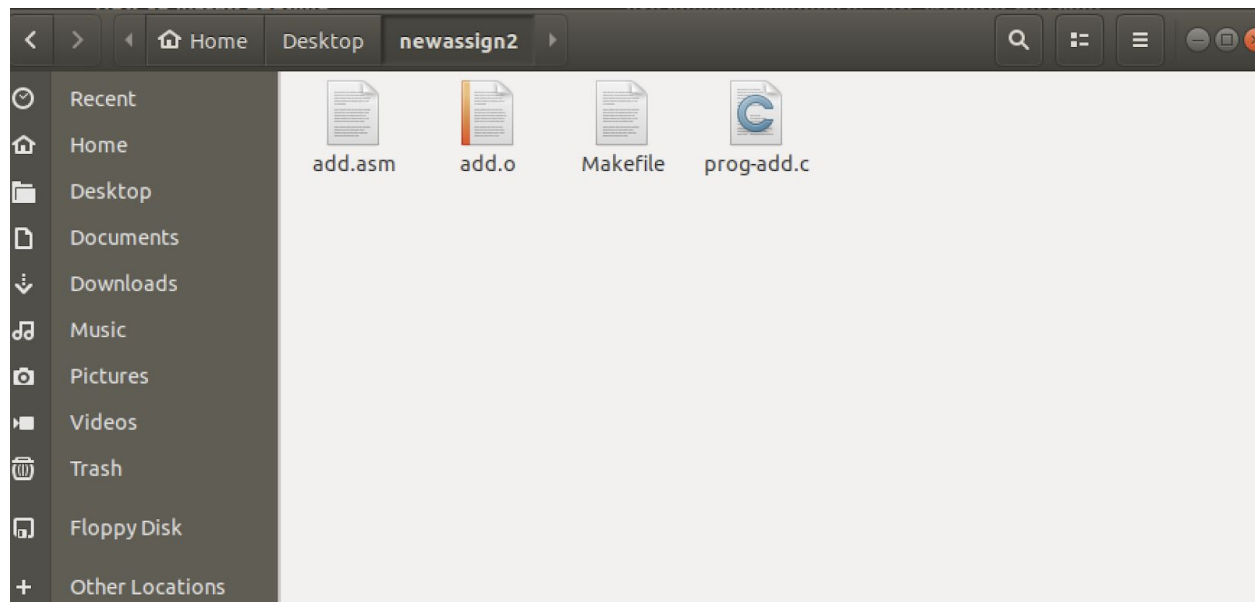 Home Desktop newassign2
Recent
Home
Desktop
Documents
Downloads
Music
Pictures
Videos
Trash
Floppy Disk
Other Locations
add.asm add.o Makefile prog-add.c